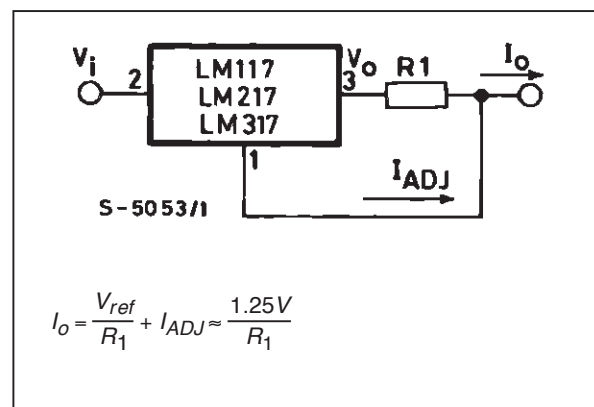 Vi
2
LM117
LM217
LM317
Vo
3
R1
Io
1
IADJ
S-5053/1
Io = Vref/R1 + IADJ ≈ 1.25V/R1